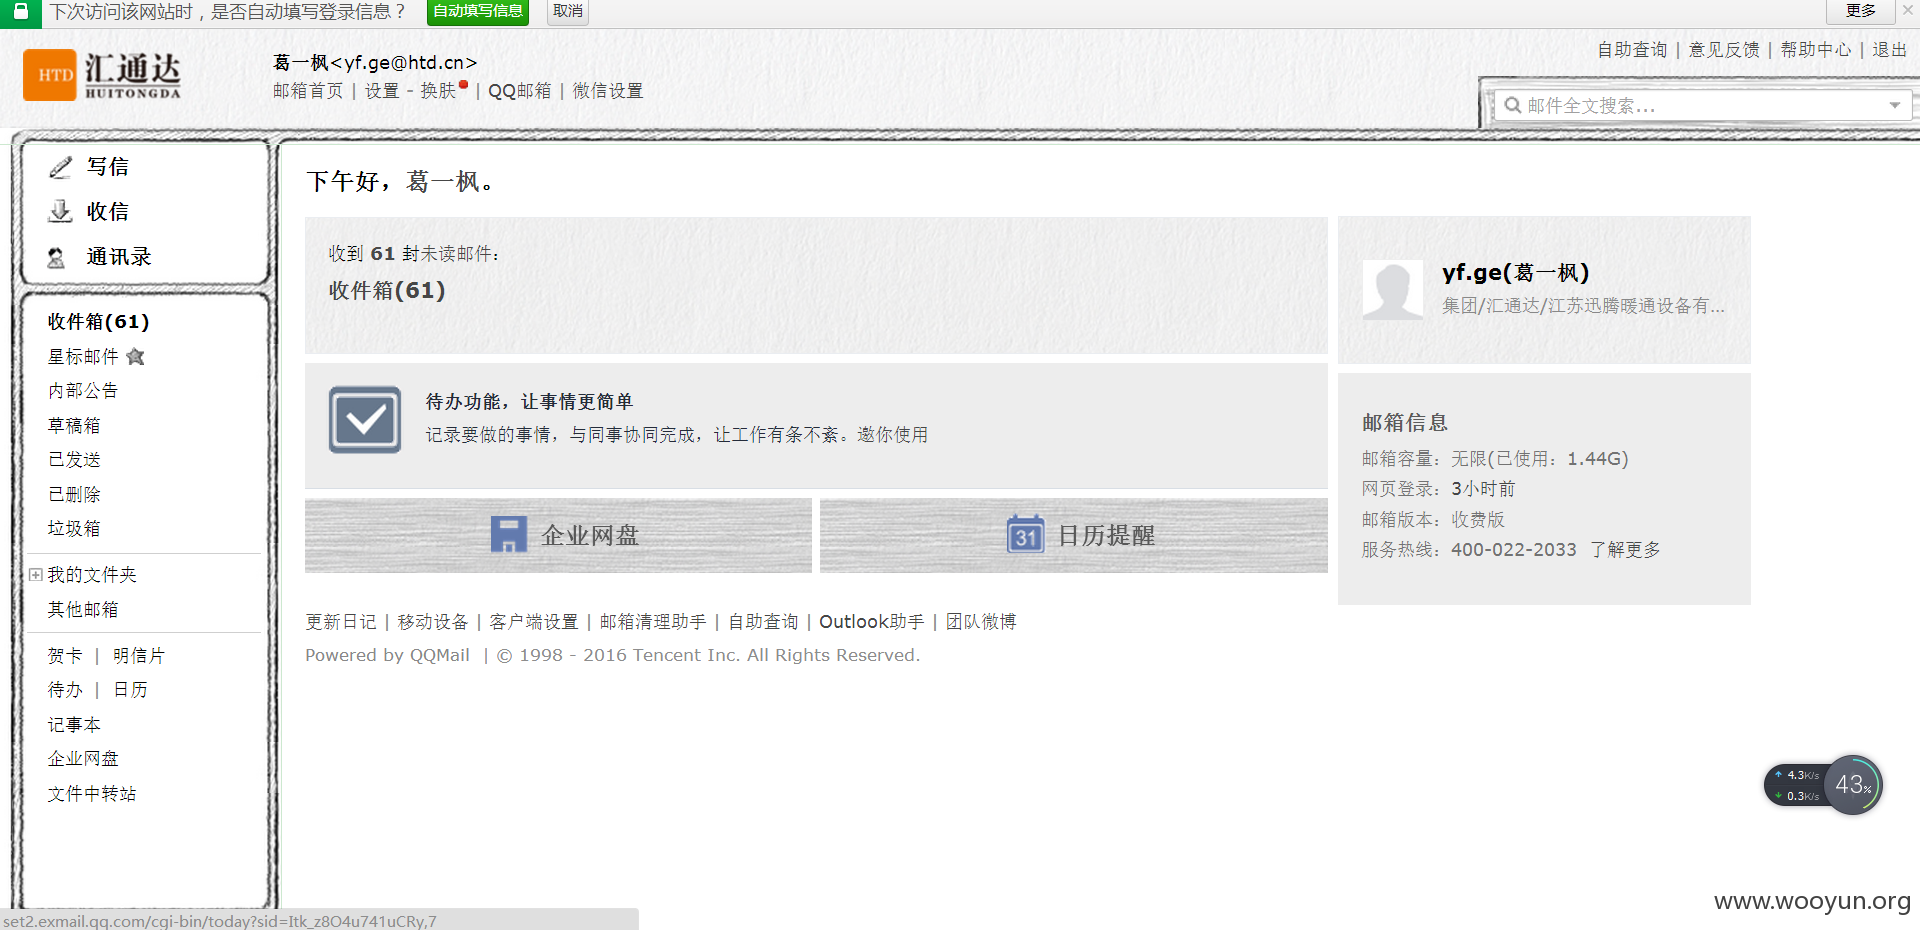 下次访问该网站时，是否自动填写登录信息？ 自动填写信息 取消 更多
HTD 汇通达
HUITONGDA
葛一枫<yf.ge@htd.cn>
邮箱首页 | 设置 - 换肤 | QQ邮箱 | 微信设置
自助查询 | 意见反馈 | 帮助中心 | 退出
邮件全文搜索...
写信
收信
通讯录
收件箱(61)
星标邮件
内部公告
草稿箱
已发送
已删除
垃圾箱
我的文件夹
其他邮箱
贺卡 | 明信片
待办 | 日历
记事本
企业网盘
文件中转站
下午好，葛一枫。
收到 61 封未读邮件：
收件箱(61)
待办功能，让事情更简单
记录要做的事情，与同事协同完成，让工作有条不紊。邀你使用
企业网盘
31 日历提醒
yf.ge(葛一枫)
集团/汇通达/江苏迅腾暖通设备有...
邮箱信息
邮箱容量：无限(已使用：1.44G)
网页登录：3小时前
邮箱版本：收费版
服务热线：400-022-2033 了解更多
更新日记 | 移动设备 | 客户端设置 | 邮箱清理助手 | 自助查询 | Outlook助手 | 团队微博
Powered by QQMail | © 1998 - 2016 Tencent Inc. All Rights Reserved.
4.3K/s
0.3K/s
43%
www.wooyun.org
set2.exmail.qq.com/cgi-bin/today?sid=Itk_z8O4u741uCRy,7